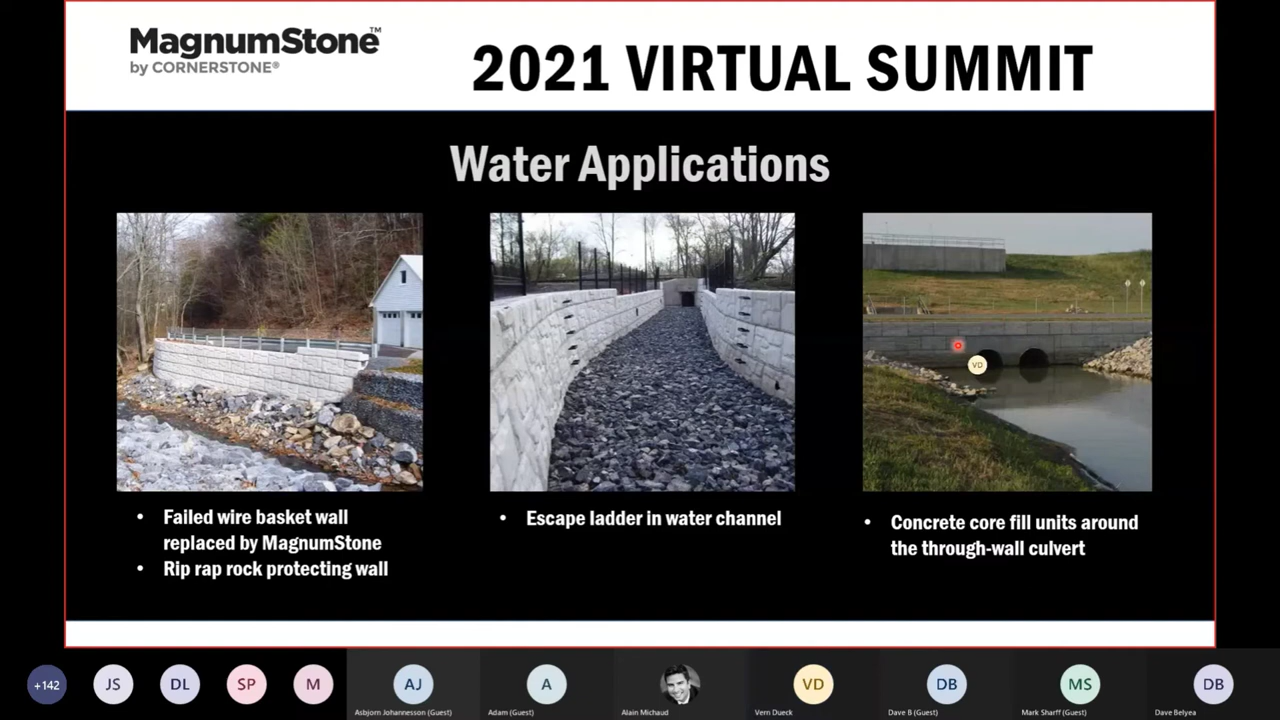 MagnumStone™
by CORNERSTONE®
2021 VIRTUAL SUMMIT
Water Applications
• Failed wire basket wall
replaced by MagnumStone
• Rip rap rock protecting wall
• Escape ladder in water channel
• Concrete core fill units around
the through-wall culvert
VD
+142
JS
DL
SP
M
AJ
A
VD
DB
MS
DB
Asbjorn Johannesson (Guest)
Adam (Guest)
Alain Michaud
Vern Dueck
Dave B (Guest)
Mark Sharff (Guest)
Dave Belyea